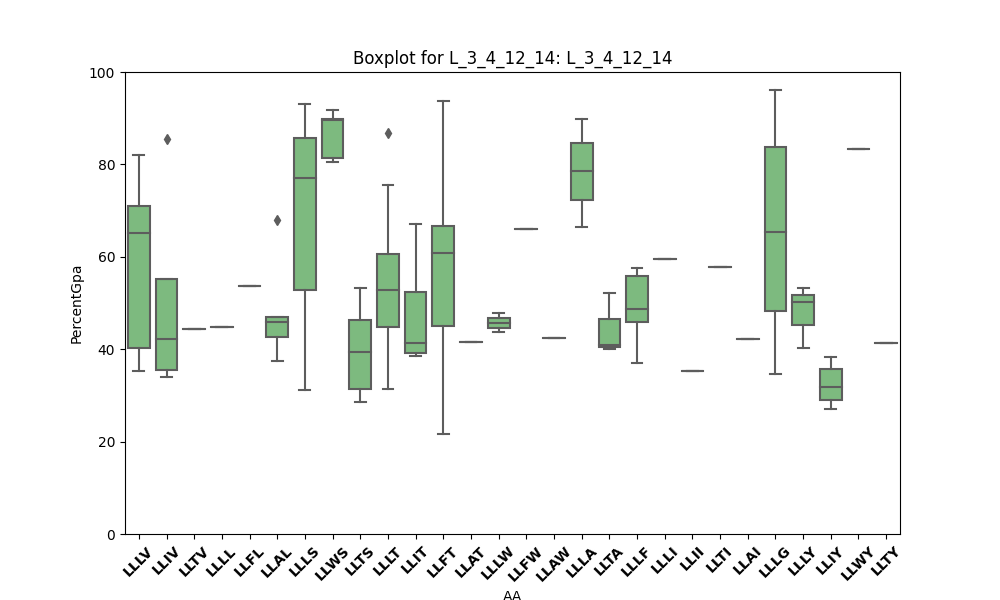 Boxplot for L_3_4_12_14: L_3_4_12_14
100
80
60
40
20
0
PercentGpa
LLLV LLIV LLTV LLLL LLFL LLAL LLLS LLWS LLTS LLLT LLIT LLFT LLAT LLLW LLFW LLAW LLLA LLTA LLLF LLLI LLII LLTI LLAI LLLG LLLY LLIY LLWY LLTY
AA